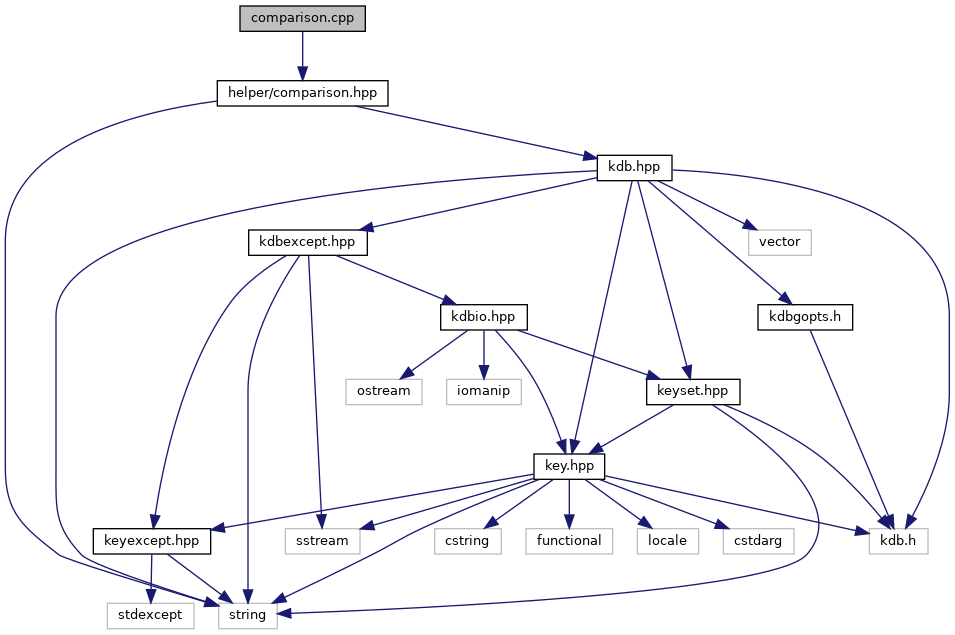 comparison.cpp
helper/comparison.hpp
kdb.hpp
kdbexcept.hpp
vector
kdbio.hpp
kdbgopts.h
ostream
iomanip
keyset.hpp
key.hpp
keyexcept.hpp
sstream
cstring
functional
locale
cstdarg
kdb.h
stdexcept
string